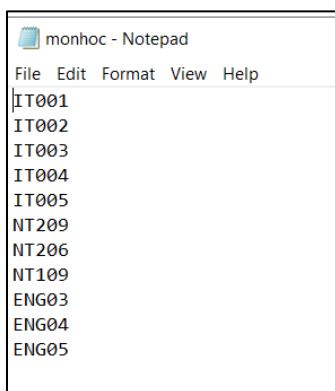 monhoc - Notepad
File Edit Format View Help
IT001
IT002
IT003
IT004
IT005
NT209
NT206
NT109
ENG03
ENG04
ENG05